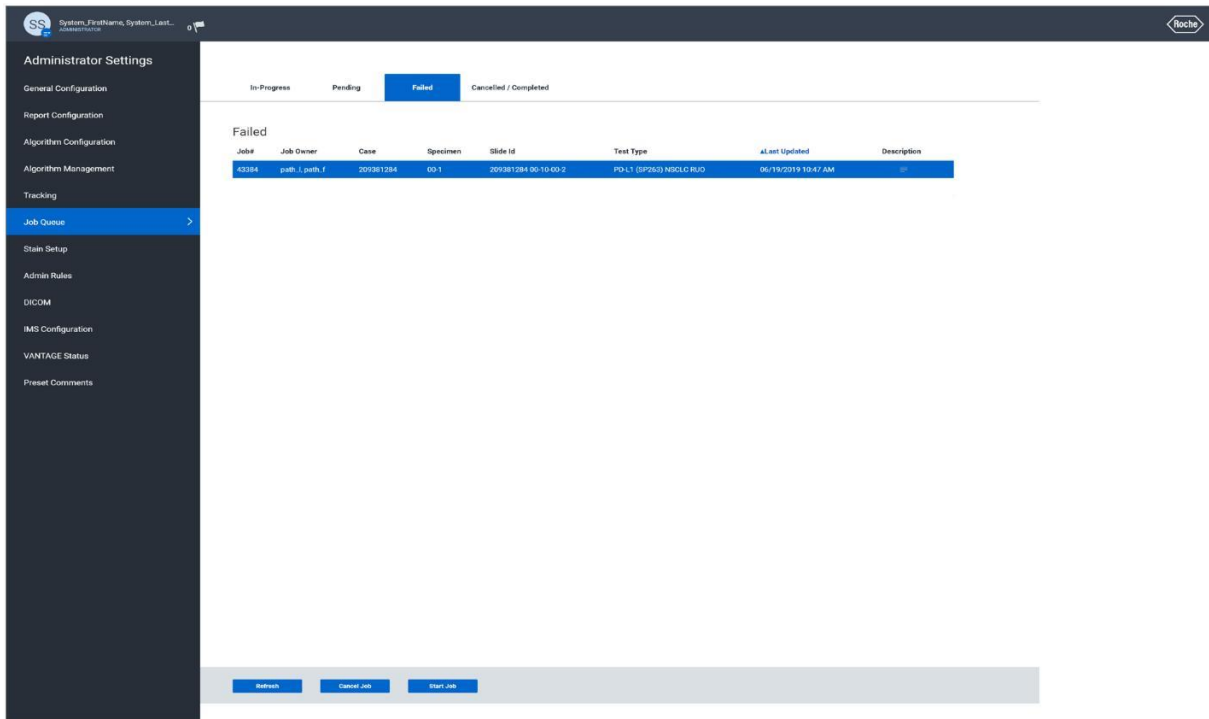 SS System_FirstName, System_Last... 0
ADMINISTRATOR
Roche
Administrator Settings
General Configuration
Report Configuration
Algorithm Configuration
Algorithm Management
Tracking
Job Queue
Stain Setup
Admin Rules
DICOM
IMS Configuration
VANTAGE Status
Preset Comments
In-Progress Pending Failed Cancelled / Completed
Failed
Job# Job Owner Case Specimen Slide Id Test Type ▲Last Updated Description
43384 path_l, path_f 209381284 00-1 209381284 00-10-00-2 PD-L1 (SP263) NSCLC RUO 06/19/2019 10:47 AM
Refresh Cancel Job Start Job